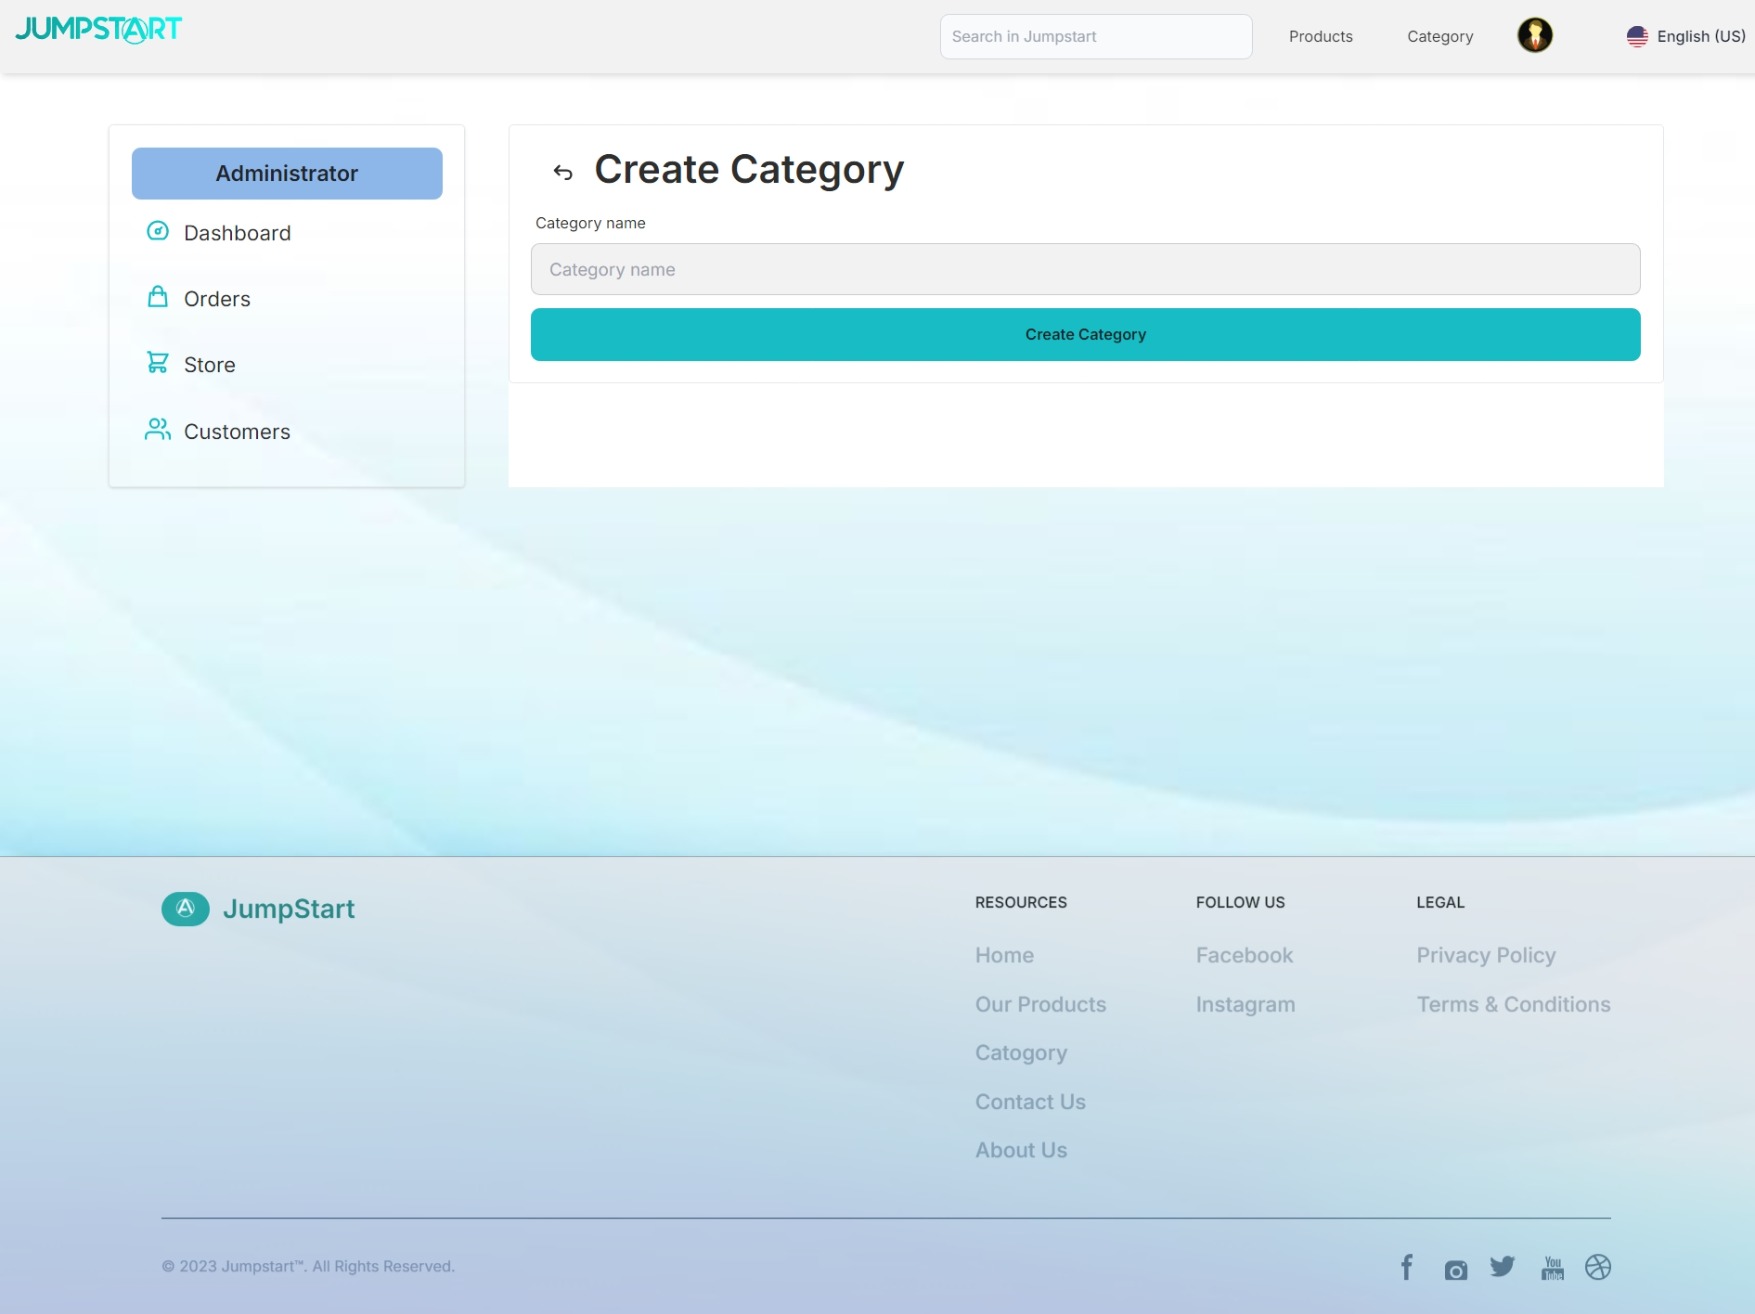 JUMPSTART
Search in Jumpstart
Products
Category
English (US)
Administrator
Dashboard
Orders
Store
Customers
Create Category
Category name
Category name
Create Category
JumpStart
RESOURCES
Home
Our Products
Catogory
Contact Us
About Us
FOLLOW US
Facebook
Instagram
LEGAL
Privacy Policy
Terms & Conditions
© 2023 Jumpstart™. All Rights Reserved.
You
Tube